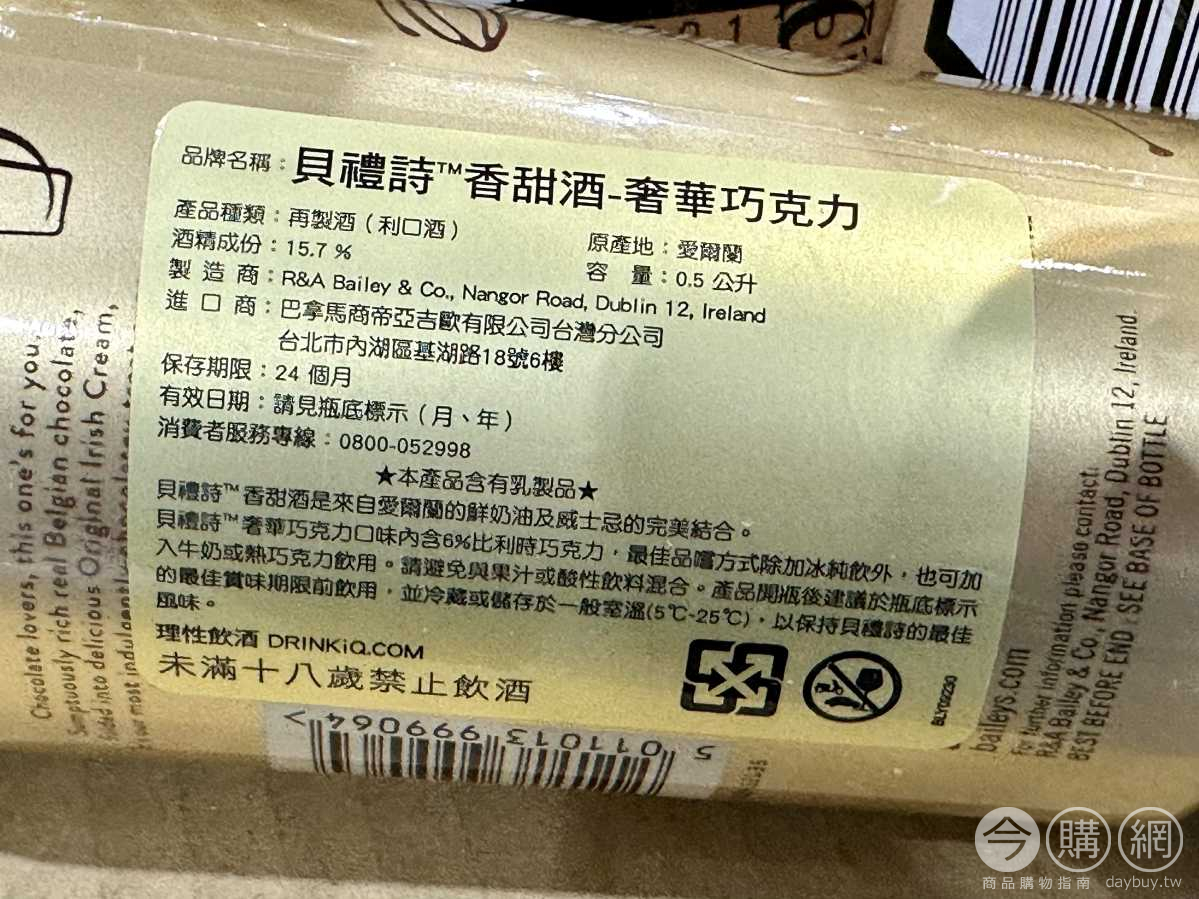 品牌名稱：貝禮詩™香甜酒-奢華巧克力
產品種類：再製酒（利口酒）
原產地：愛爾蘭
酒精成份：15.7 %
容 量：0.5 公升
製 造 商：R&A Bailey & Co., Nangor Road, Dublin 12, Ireland
進 口 商：巴拿馬商帝亞吉歐有限公司台灣分公司
台北市內湖區基湖路18號6樓
保存期限：24 個月
有效日期：請見瓶底標示（月、年）
消費者服務專線：0800-052998
★本產品含有乳製品★
貝禮詩™香甜酒是來自愛爾蘭的鮮奶油及威士忌的完美結合。
貝禮詩™奢華巧克力口味內含6%比利時巧克力，最佳品嚐方式除加冰純飲外，也可加
入牛奶或熱巧克力飲用。請避免與果汁或酸性飲料混合。產品開瓶後建議於瓶底標示
的最佳賞味期限前飲用，並冷藏或儲存於一般室溫(5℃-25℃)，以保持貝禮詩的最佳
風味。
理性飲酒 DRINKiQ.COM
未滿十八歲禁止飲酒
BLY09230
5 011013 999064 >
Chocolate lovers, this one's for you.
Sumptuously rich real Belgian chocolate,
into delicious Original Irish Cream,
baileys.com
For further information please contact:
R&A Bailey & Co., Nangor Road, Dublin 12, Ireland.
BEST BEFORE END : SEE BASE OF BOTTLE
今購網
商品購物指南 daybuy.tw